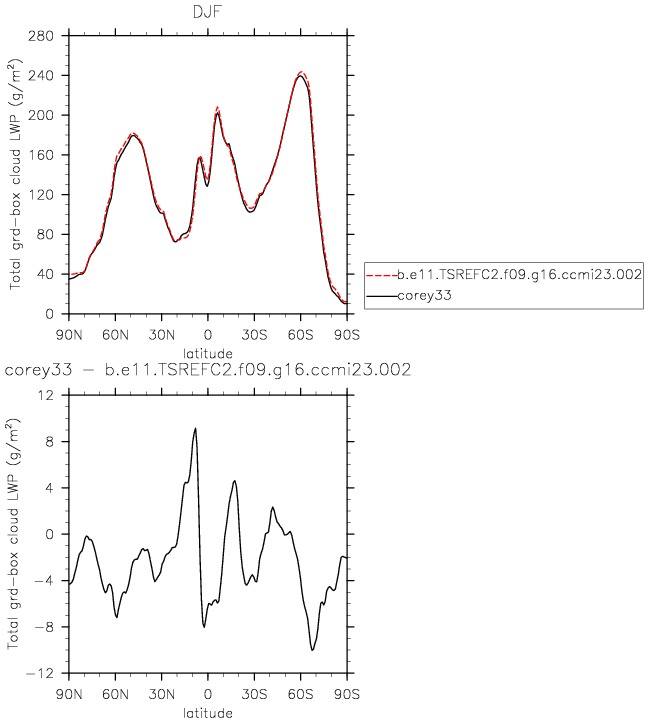 DJF
Total grd-box cloud LWP (g/m²)
280
240
200
160
120
80
40
0
90N 60N 30N 0 30S 60S 90S
latitude
b.e11.TSREFC2.f09.g16.ccmi23.002
corey33
corey33 - b.e11.TSREFC2.f09.g16.ccmi23.002
Total grd-box cloud LWP (g/m²)
12
8
4
0
-4
-8
-12
90N 60N 30N 0 30S 60S 90S
latitude